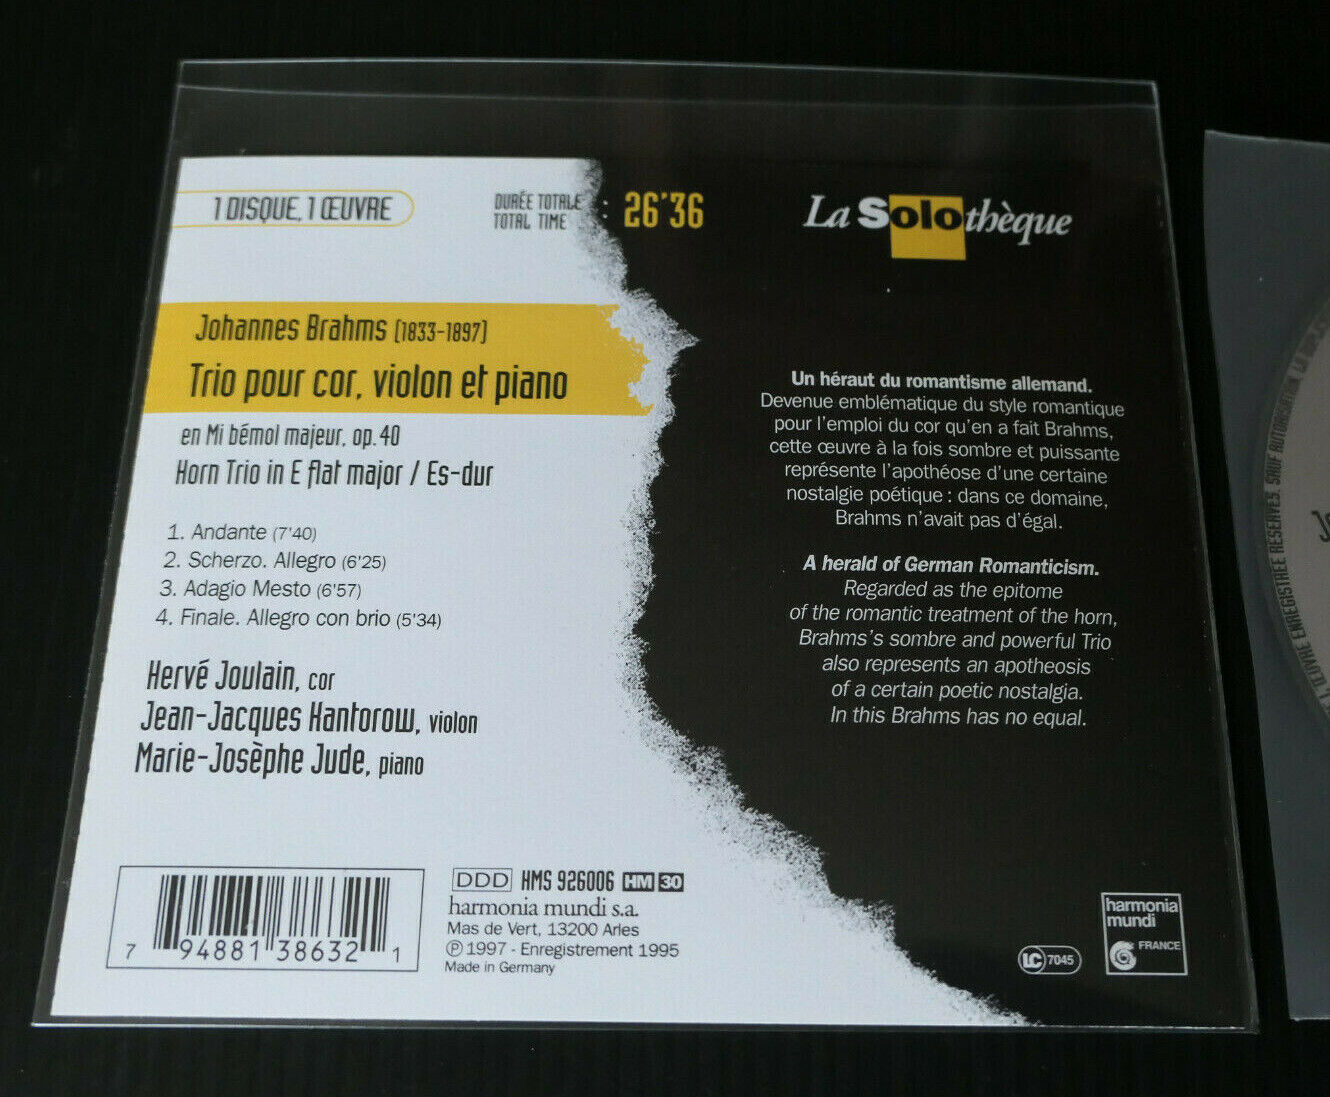 1 DISQUE, 1 ŒUVRE
DURÉE TOTALE
TOTAL TIME : 26'36
La Solothèque
Johannes Brahms (1833-1897)
Trio pour cor, violon et piano
en Mi bémol majeur, op.40
Horn Trio in E flat major / Es-dur
1. Andante (7'40)
2. Scherzo. Allegro (6'25)
3. Adagio Mesto (6'57)
4. Finale. Allegro con brio (5'34)
Hervé Joulain, cor
Jean-Jacques Kantorow, violon
Marie-Josèphe Jude, piano
Un héraut du romantisme allemand.
Devenue emblématique du style romantique
pour l'emploi du cor qu'en a fait Brahms,
cette œuvre à la fois sombre et puissante
représente l'apothéose d'une certaine
nostalgie poétique : dans ce domaine,
Brahms n'avait pas d'égal.
A herald of German Romanticism.
Regarded as the epitome
of the romantic treatment of the horn,
Brahms's sombre and powerful Trio
also represents an apotheosis
of a certain poetic nostalgia.
In this Brahms has no equal.
7 94881 38632 1
DDD HMS 926006 HM 30
harmonia mundi s.a.
Mas de Vert, 13200 Arles
℗ 1997 - Enregistrement 1995
Made in Germany
LC 7045
harmonia
mundi
FRANCE
L'ŒUVRE ENREGISTRÉE RÉSERVÉS. SAUF AUTORISATION,